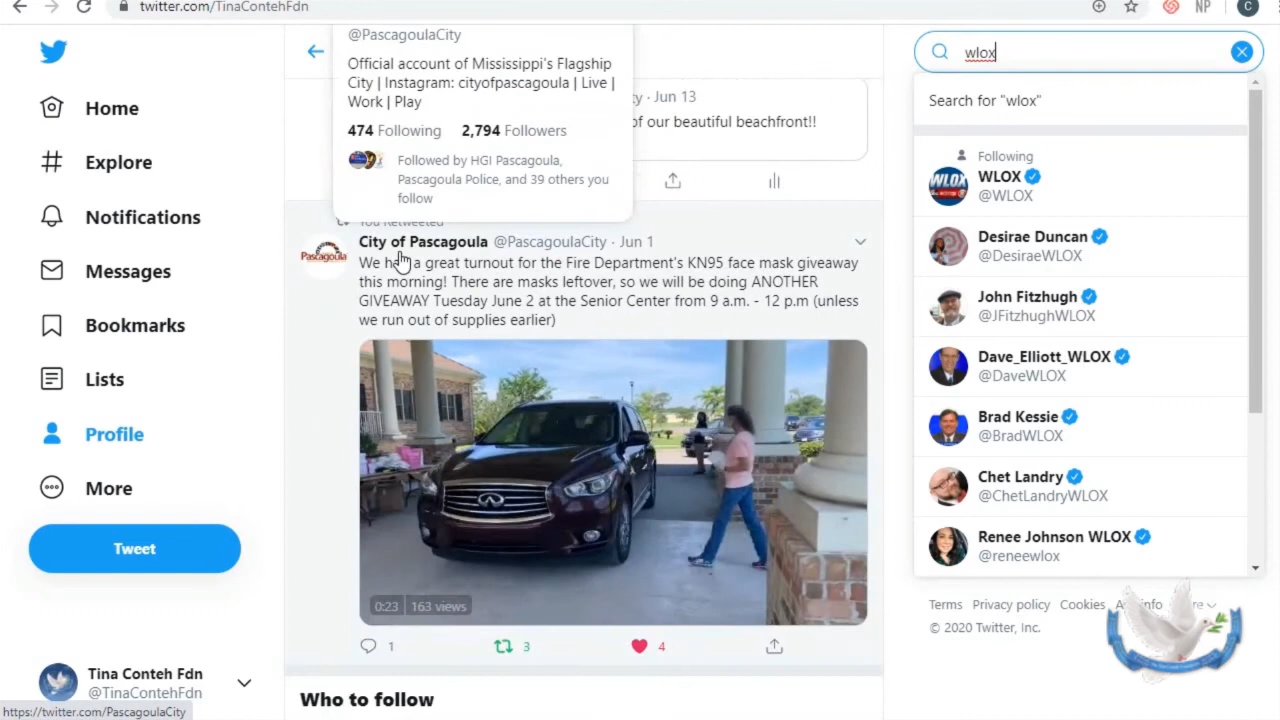 twitter.com/TinaContehFdn
NP
C
Home
Explore
Notifications
Messages
Bookmarks
Lists
Profile
More
Tweet
Tina Conteh Fdn
@TinaContehFdn
https://twitter.com/PascagoulaCity
@PascagoulaCity
Official account of Mississippi's Flagship
City | Instagram: cityofpascagoula | Live |
Work | Play
474 Following 2,794 Followers
Followed by HGI Pascagoula,
Pascagoula Police, and 39 others you
follow
· Jun 13
of our beautiful beachfront!!
You Retweeted
Pascagoula
City of Pascagoula @PascagoulaCity · Jun 1
We had a great turnout for the Fire Department's KN95 face mask giveaway
this morning! There are masks leftover, so we will be doing ANOTHER
GIVEAWAY Tuesday June 2 at the Senior Center from 9 a.m. - 12 p.m (unless
we run out of supplies earlier)
0:23 163 views
1 3 4
Who to follow
wlox
Search for "wlox"
Following
WLOX
WLOX
@WLOX
Desirae Duncan
@DesiraeWLOX
John Fitzhugh
@JFitzhughWLOX
Dave_Elliott_WLOX
@DaveWLOX
Brad Kessie
@BradWLOX
Chet Landry
@ChetLandryWLOX
Renee Johnson WLOX
@reneewlox
Terms Privacy policy Cookies
© 2020 Twitter, Inc.